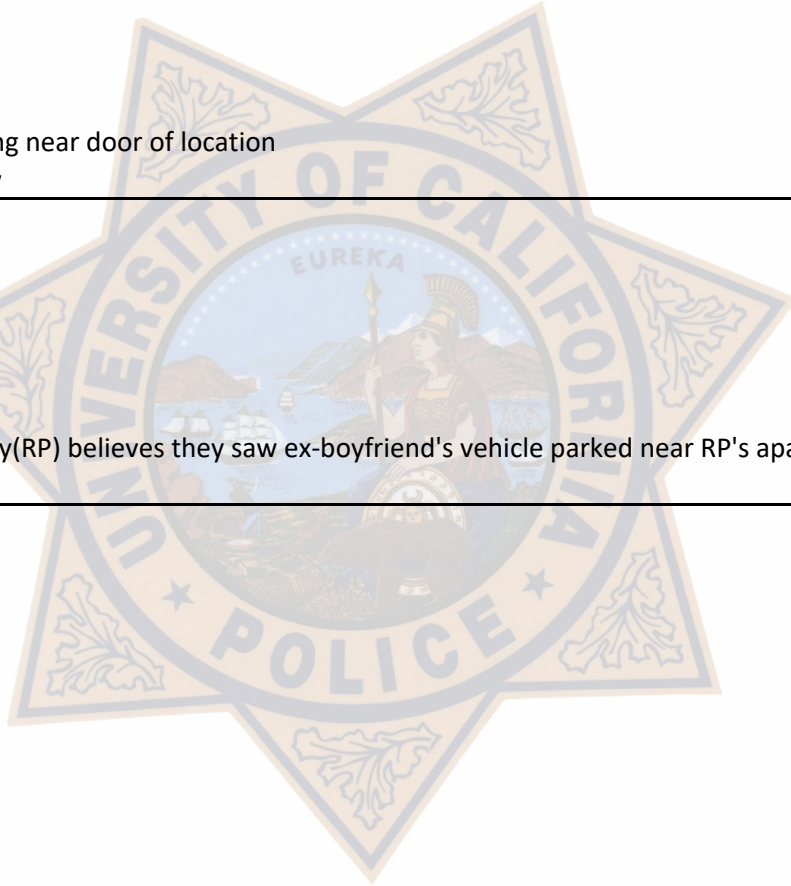 ng near door of location
UNIVERSITY OF CALIFORNIA
EUREKA
y(RP) believes they saw ex-boyfriend's vehicle parked near RP's apa
POLICE